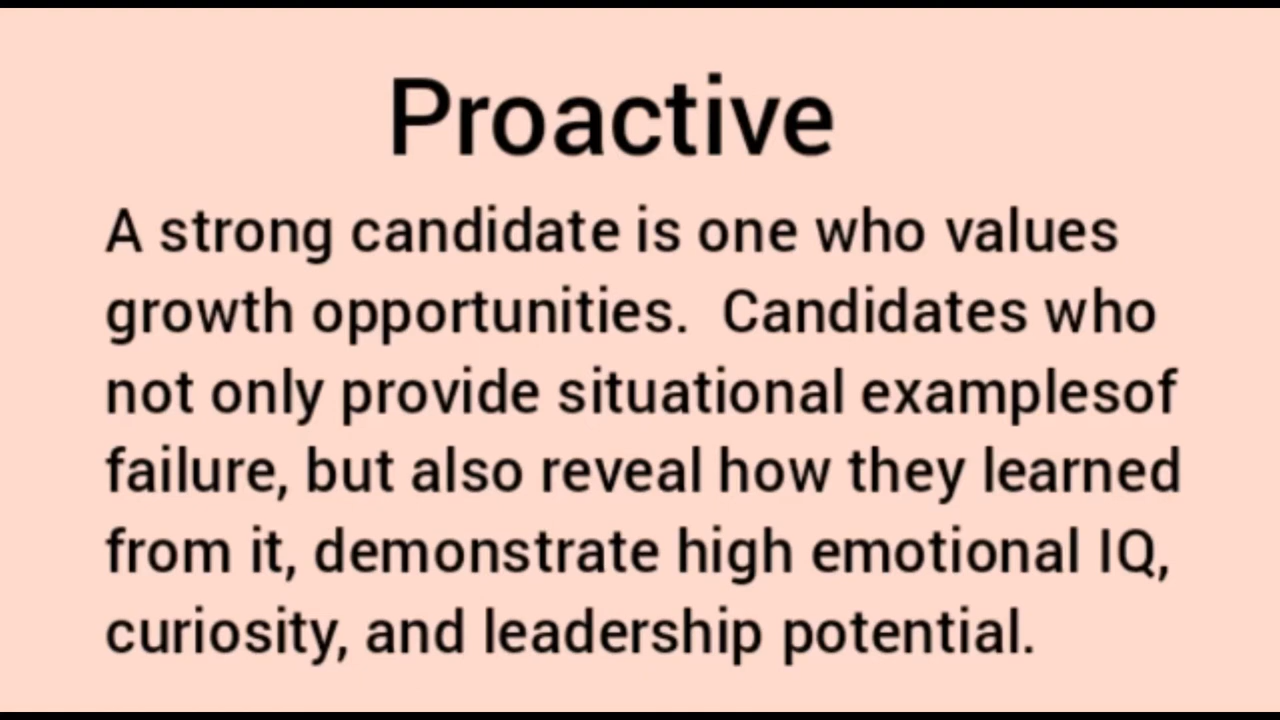 Proactive
A strong candidate is one who values
growth opportunities.  Candidates who
not only provide situational examplesof
failure, but also reveal how they learned
from it, demonstrate high emotional IQ,
curiosity, and leadership potential.